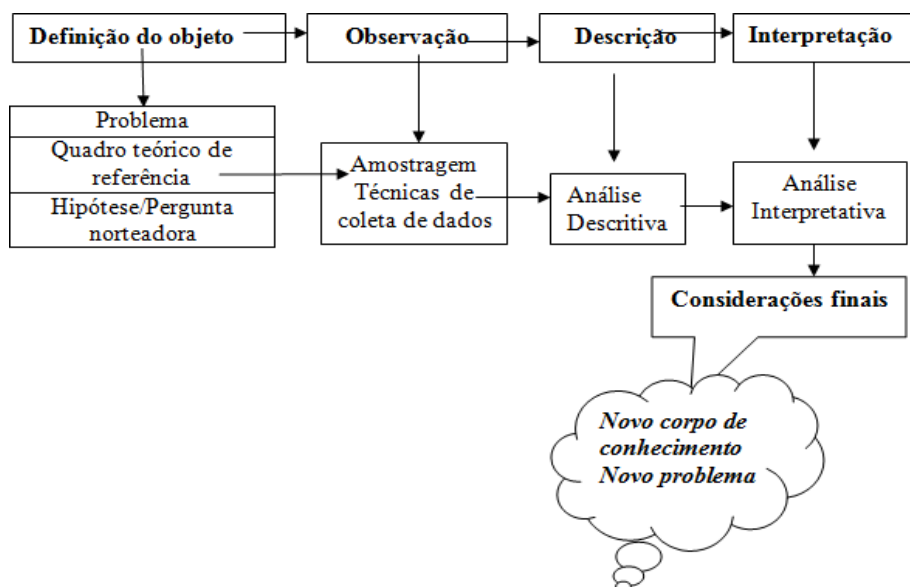 Definição do objeto
Observação
Descrição
Interpretação
Problema
Quadro teórico de
referência
Hipótese/Pergunta
norteadora
Amostragem
Técnicas de
coleta de dados
Análise
Descritiva
Análise
Interpretativa
Considerações finais
Novo corpo de
conhecimento
Novo problema